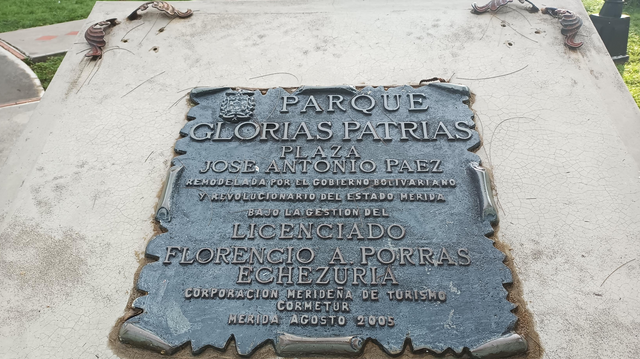 PARQUE
GLORIAS PATRIAS
PLAZA
JOSE ANTONIO PAEZ
REMODELADA POR EL GOBIERNO BOLIVARIANO
Y REVOLUCIONARIO DEL ESTADO MERIDA
BAJO LA GESTION DEL
LICENCIADO
FLORENCIO A. PORRAS
ECHEZURIA
CORPORACION MERIDEÑA DE TURISMO
CORMETUR
MERIDA AGOSTO 2005